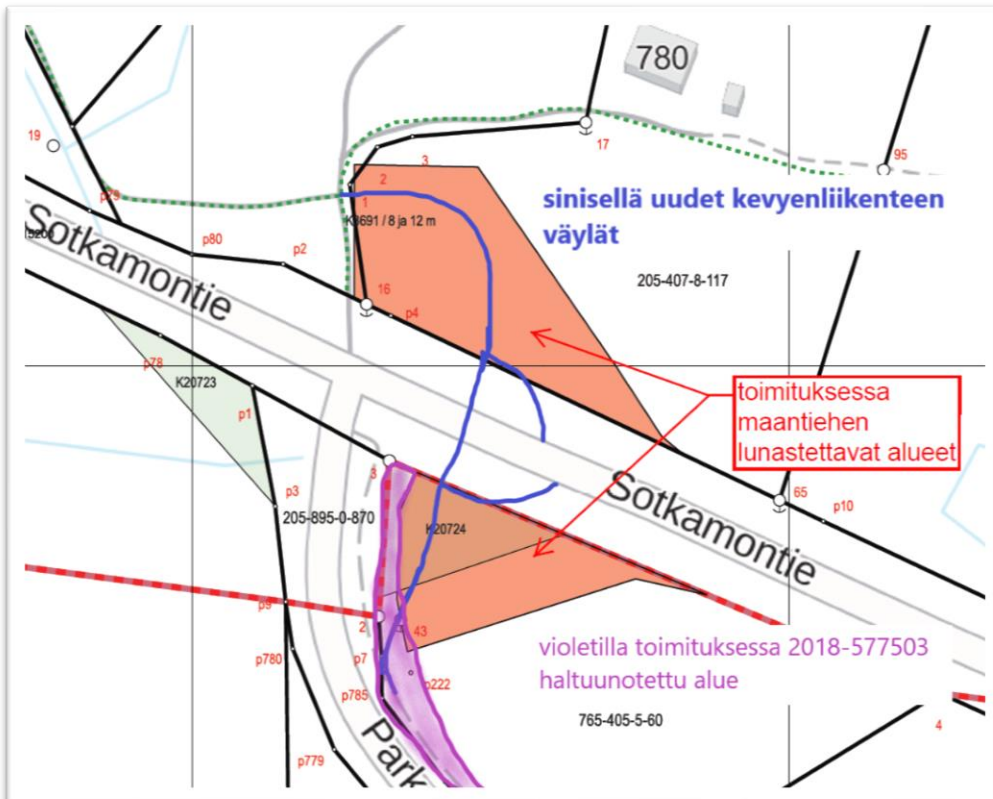 780
19
17
95
3
2
sinisellä uudet kevyenliikenteen
väylät
p79
1
K3691 / 8 ja 12 m
p80
p2
Sotkamontie
205-407-8-117
16
p4
p78
K20723
toimituksessa
maantiehen
lunastettavat alueet
p1
3
65
p10
p3
205-895-0-870
K20724
Sotkamontie
p9
2
43
p7
violetilla toimituksessa 2018-577503
haltuunotettu alue
p780
p222
p785
765-405-5-60
4
p779
Park